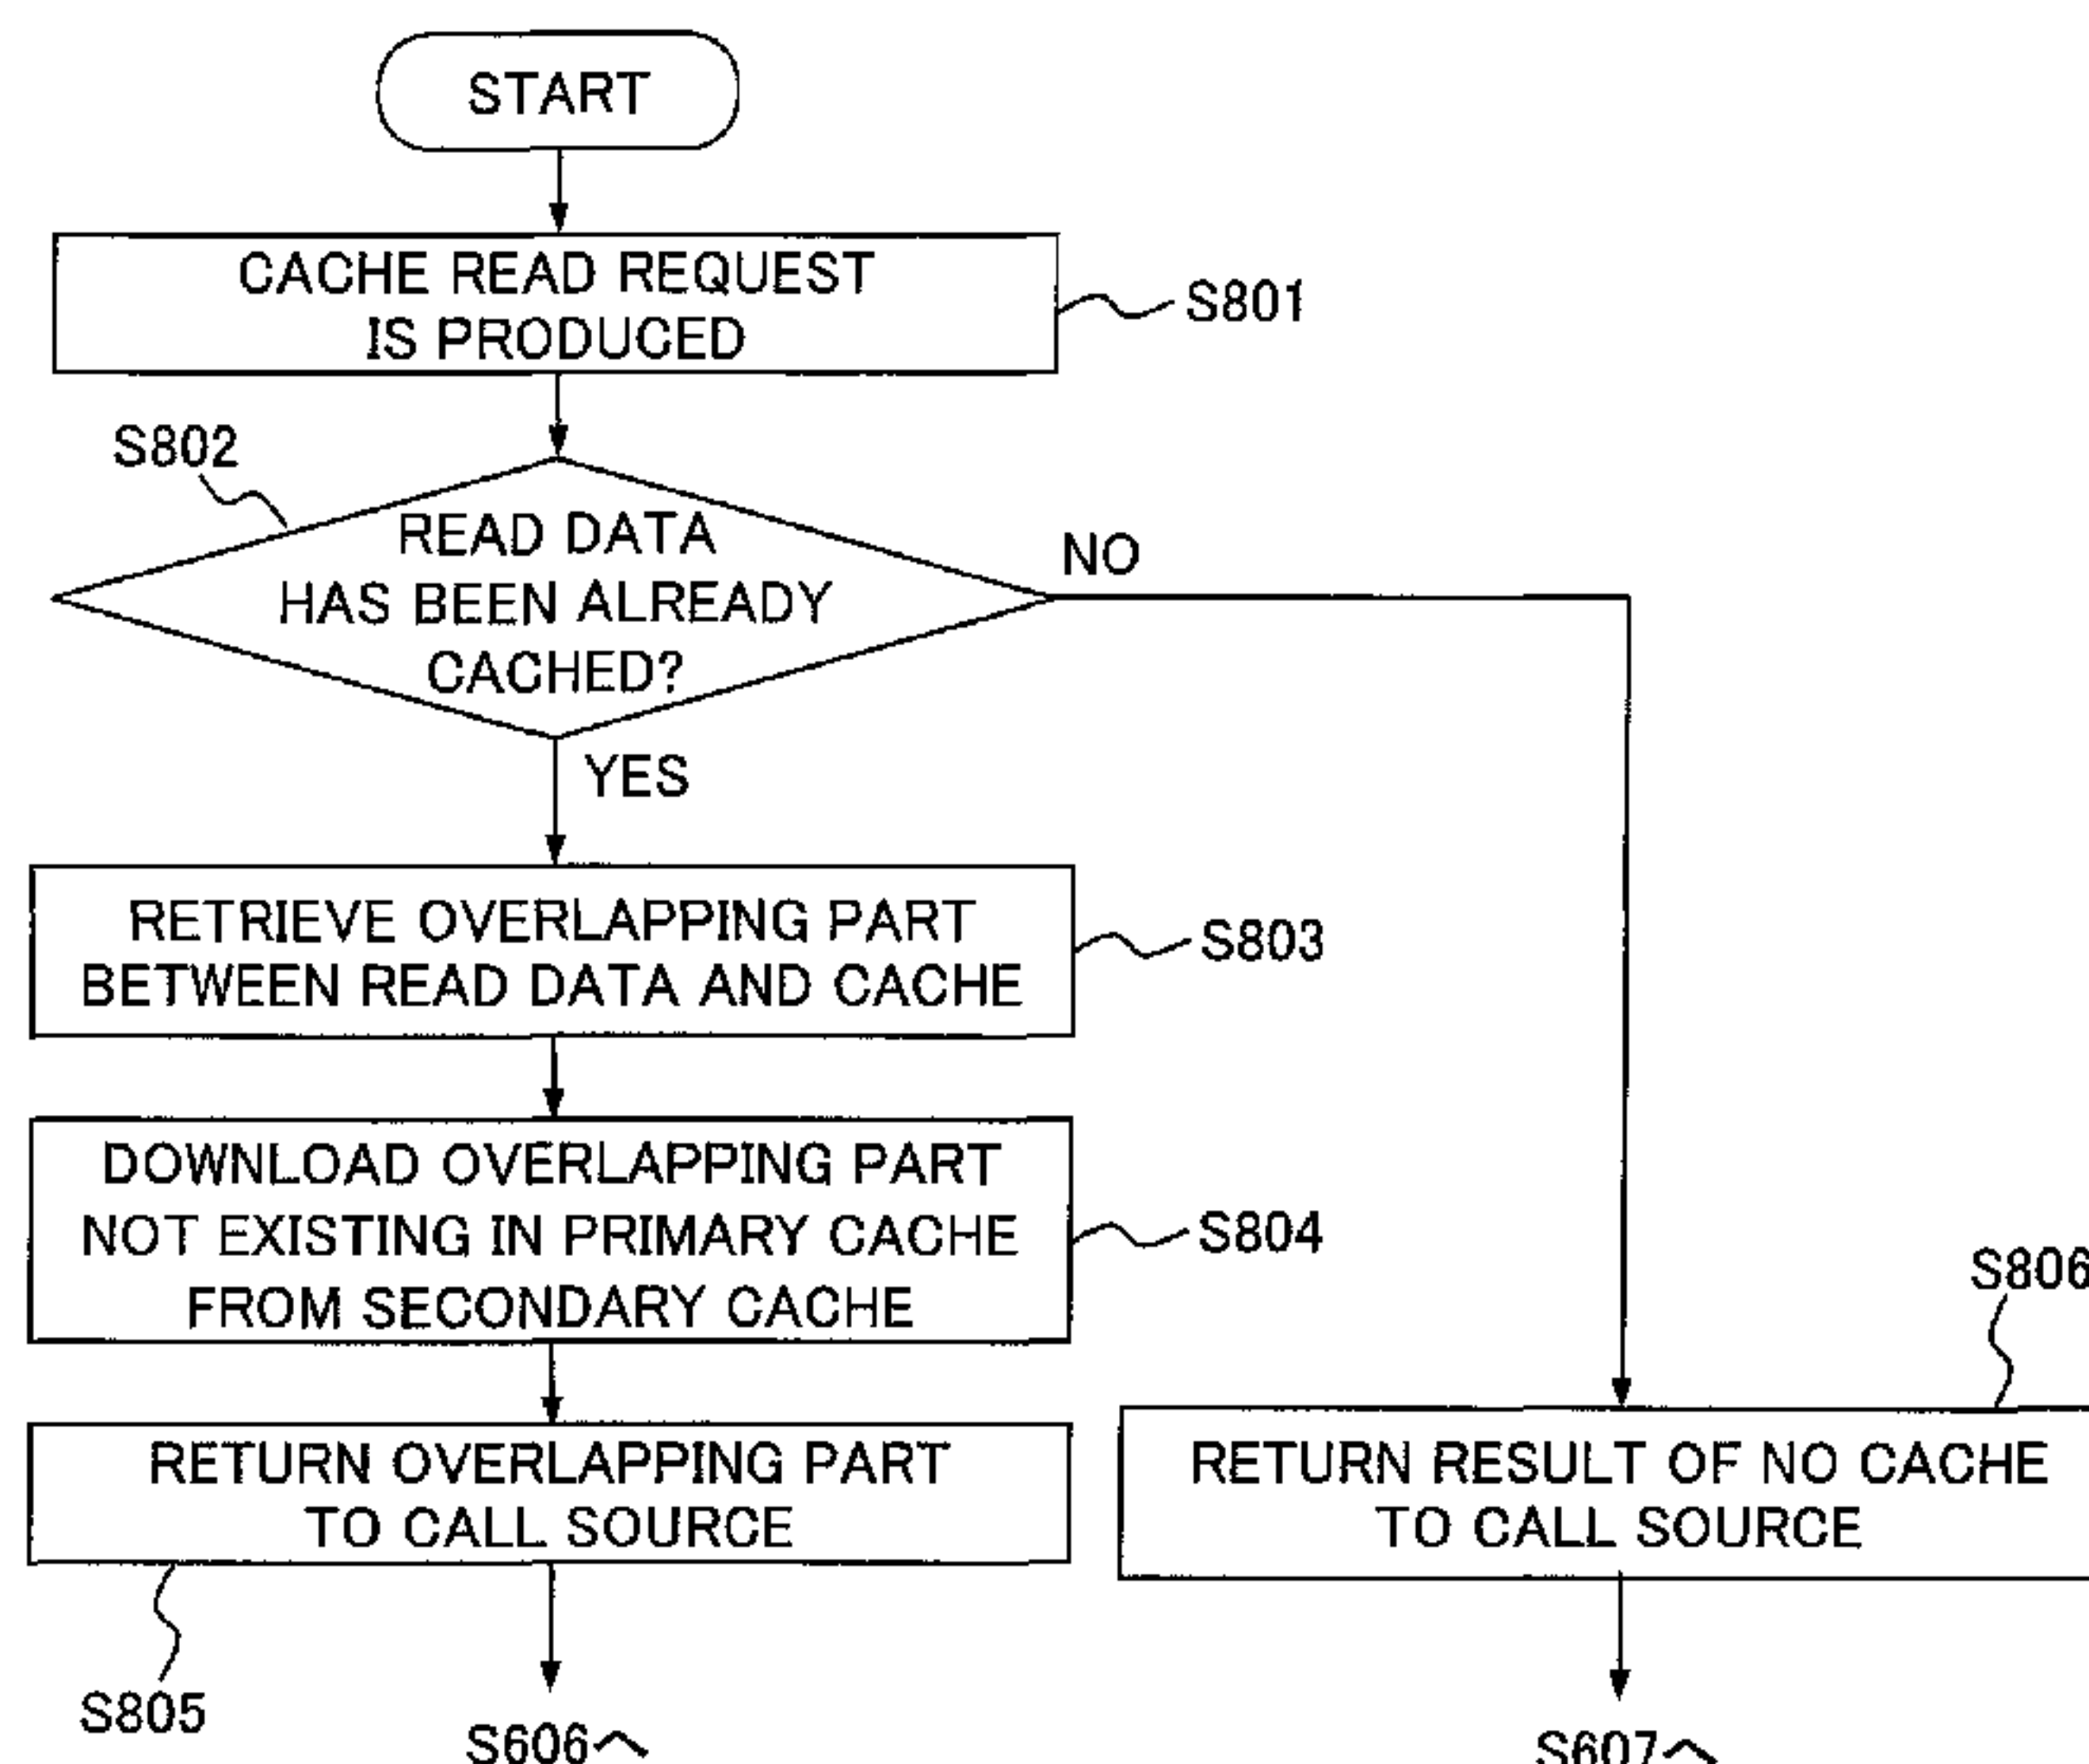 START
CACHE READ REQUEST
IS PRODUCED
S801
S802
READ DATA
HAS BEEN ALREADY
CACHED?
NO
YES
RETRIEVE OVERLAPPING PART
BETWEEN READ DATA AND CACHE
S803
DOWNLOAD OVERLAPPING PART
NOT EXISTING IN PRIMARY CACHE
FROM SECONDARY CACHE
S804
S806
RETURN OVERLAPPING PART
TO CALL SOURCE
S805
RETURN RESULT OF NO CACHE
TO CALL SOURCE
S606へ
S607へ